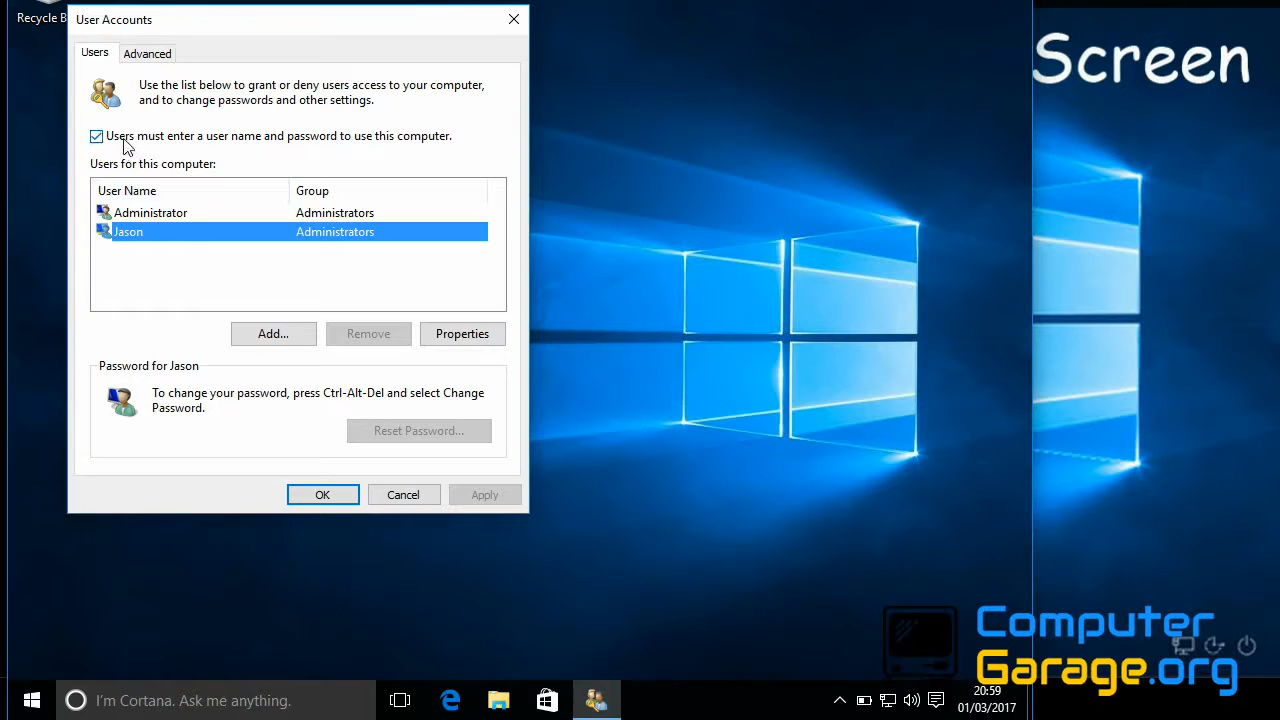 Recycle B
User Accounts
Users
Advanced
Use the list below to grant or deny users access to your computer,
and to change passwords and other settings.
Users must enter a user name and password to use this computer.
Users for this computer:
User Name Group
Administrator Administrators
Jason Administrators
Add... Remove Properties
Password for Jason
To change your password, press Ctrl-Alt-Del and select Change
Password.
Reset Password...
OK Cancel Apply
Screen
Computer
Garage.org
I'm Cortana. Ask me anything.
20:59
01/03/2017